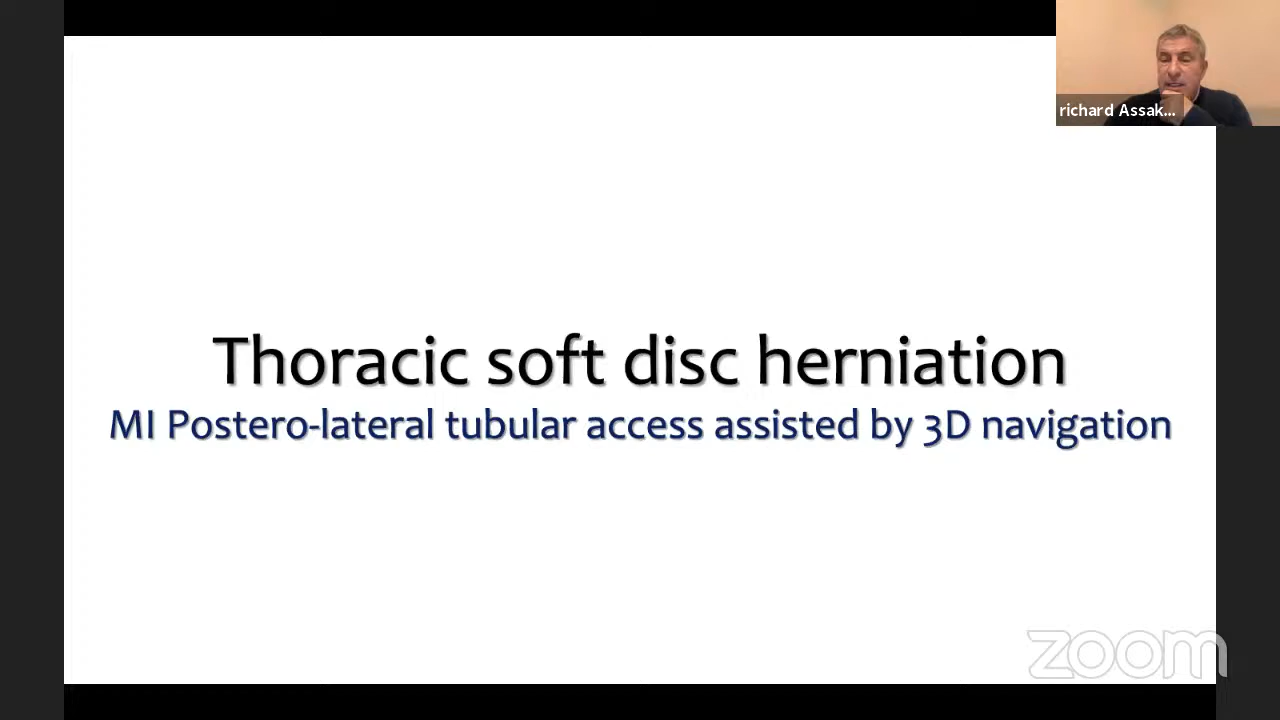 richard Assak...
Thoracic soft disc herniation
MI Postero-lateral tubular access assisted by 3D navigation
zoom